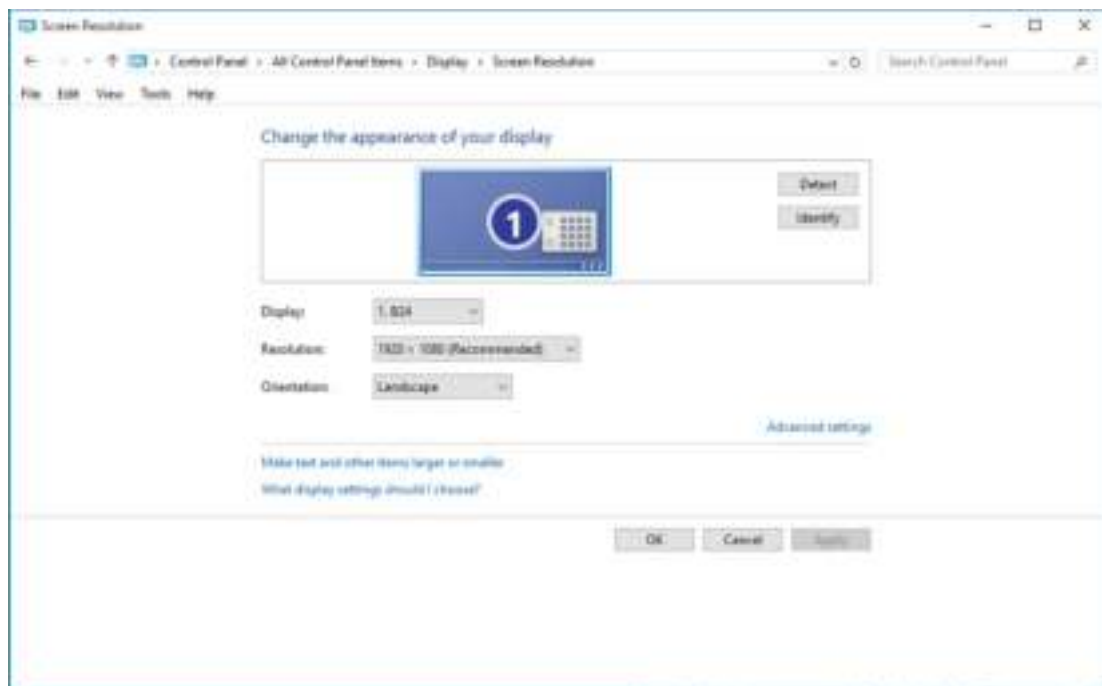 Screen Resolution
Control Panel › All Control Panel Items › Display › Screen Resolution
Search Control Panel
File Edit View Tools Help
Change the appearance of your display
1
Detect
Identify
Display:
Resolution: 1920 × 1080 (Recommended)
Orientation: Landscape
Advanced settings
Make text and other items larger or smaller
What display settings should I choose?
OK Cancel Apply